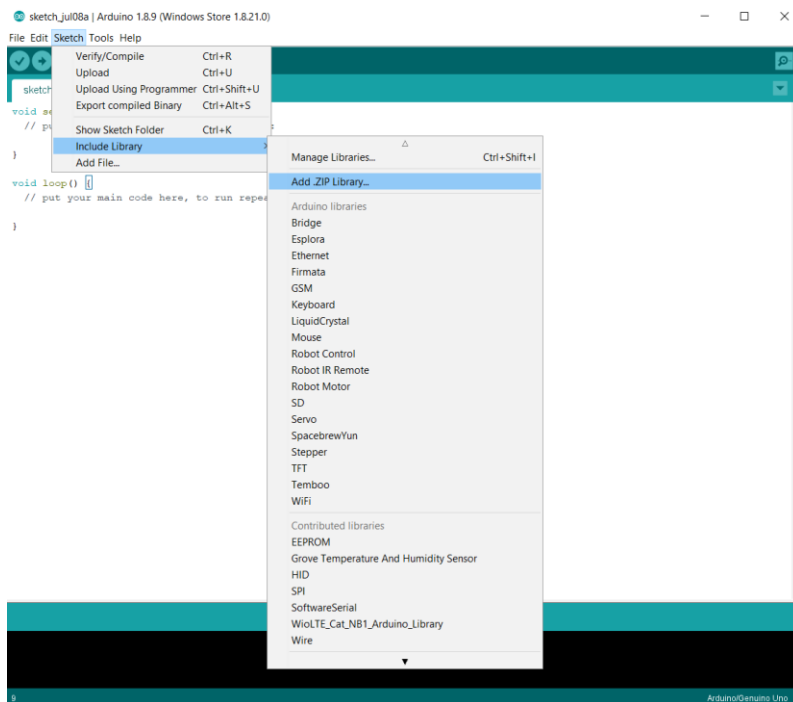 sketch_jul08a | Arduino 1.8.9 (Windows Store 1.8.21.0)
File Edit Sketch Tools Help
Verify/Compile Ctrl+R
Upload Ctrl+U
Upload Using Programmer Ctrl+Shift+U
Export compiled Binary Ctrl+Alt+S
Show Sketch Folder Ctrl+K
Include Library
Add File...
sketch
void se
// pu
}
void loop() {
// put your main code here, to run repea
}
Manage Libraries... Ctrl+Shift+I
Add .ZIP Library...
Arduino libraries
Bridge
Esplora
Ethernet
Firmata
GSM
Keyboard
LiquidCrystal
Mouse
Robot Control
Robot IR Remote
Robot Motor
SD
Servo
SpacebrewYun
Stepper
TFT
Temboo
WiFi
Contributed libraries
EEPROM
Grove Temperature And Humidity Sensor
HID
SPI
SoftwareSerial
WioLTE_Cat_NB1_Arduino_Library
Wire
9 Arduino/Genuino Uno